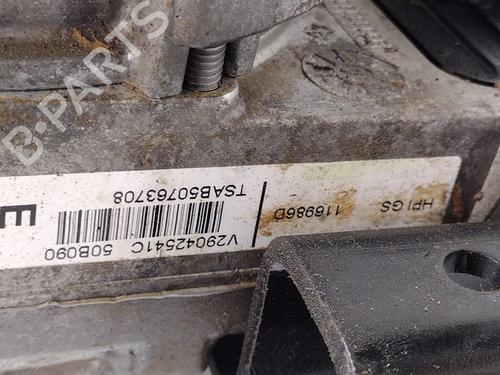 HPI GS
116986D
V29042541C
50B090
TSAB50763708
E
B-PARTS